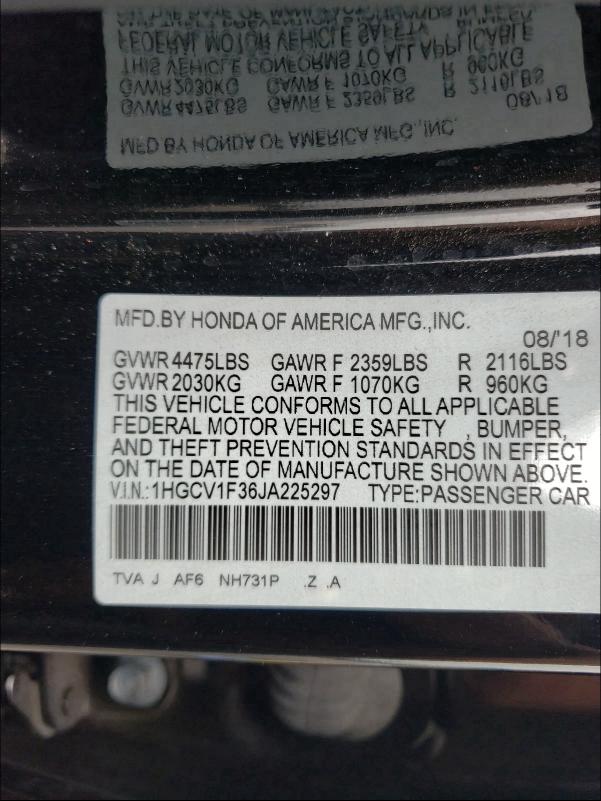 MFD.BY HONDA OF AMERICA MFG.,INC.
08/'18
GVWR 4475LBS GAWR F 2359LBS R 2116LBS
GVWR 2030KG GAWR F 1070KG R 960KG
THIS VEHICLE CONFORMS TO ALL APPLICABLE
FEDERAL MOTOR VEHICLE SAFETY , BUMPER,
AND THEFT PREVENTION STANDARDS IN EFFECT
ON THE DATE OF MANUFACTURE SHOWN ABOVE.
V.I.N.:1HGCV1F36JA225297 TYPE:PASSENGER CAR
TVA J AF6 NH731P .Z .A